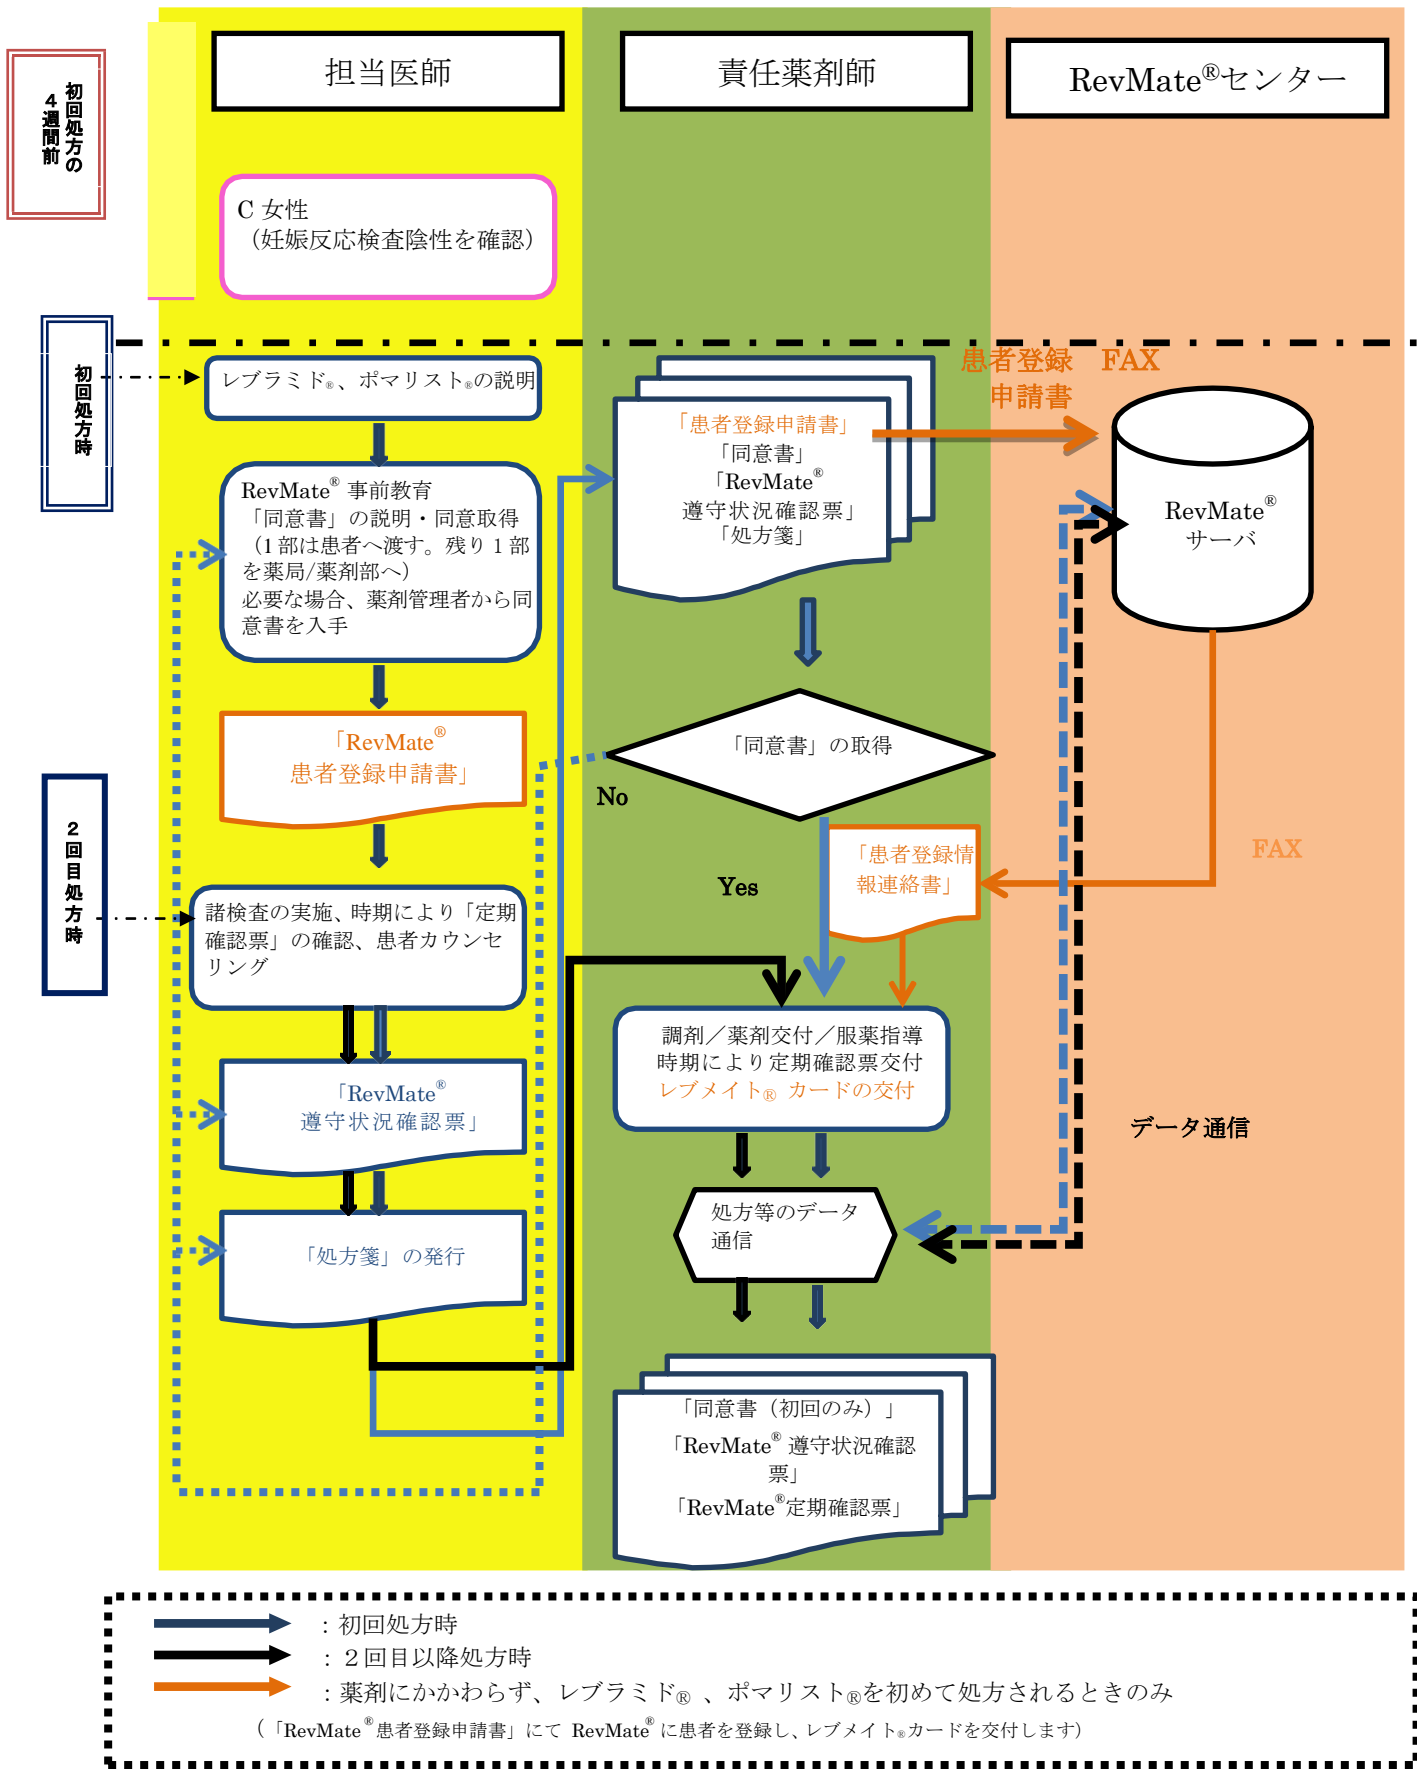 担当医師
責任薬剤師
RevMate®センター
初回処方の
４週間前
C 女性
（妊娠反応検査陰性を確認）
初回処方時
レブラミド®、ポマリスト®の説明
RevMate® 事前教育
「同意書」の説明・同意取得
（1 部は患者へ渡す。残り 1 部
を薬局/薬剤部へ）
必要な場合、薬剤管理者から同
意書を入手
「RevMate®
患者登録申請書」
２回目処方時
諸検査の実施、時期により「定期
確認票」の確認、患者カウンセ
リング
「RevMate®
遵守状況確認票」
「処方箋」の発行
「患者登録申請書」
「同意書」
「RevMate®
遵守状況確認票」
「処方箋」
患者登録　FAX
申請書
RevMate®
サーバ
「同意書」の取得
No
Yes
「患者登録情
報連絡書」
FAX
調剤／薬剤交付／服薬指導
時期により定期確認票交付
レブメイト® カードの交付
データ通信
処方等のデータ
通信
「同意書（初回のみ）」
「RevMate® 遵守状況確認
票」
「RevMate®定期確認票」
：初回処方時
：２回目以降処方時
：薬剤にかかわらず、レブラミド® 、ポマリスト®を初めて処方されるときのみ
（「RevMate®患者登録申請書」にて RevMate® に患者を登録し、レブメイト®カードを交付します）